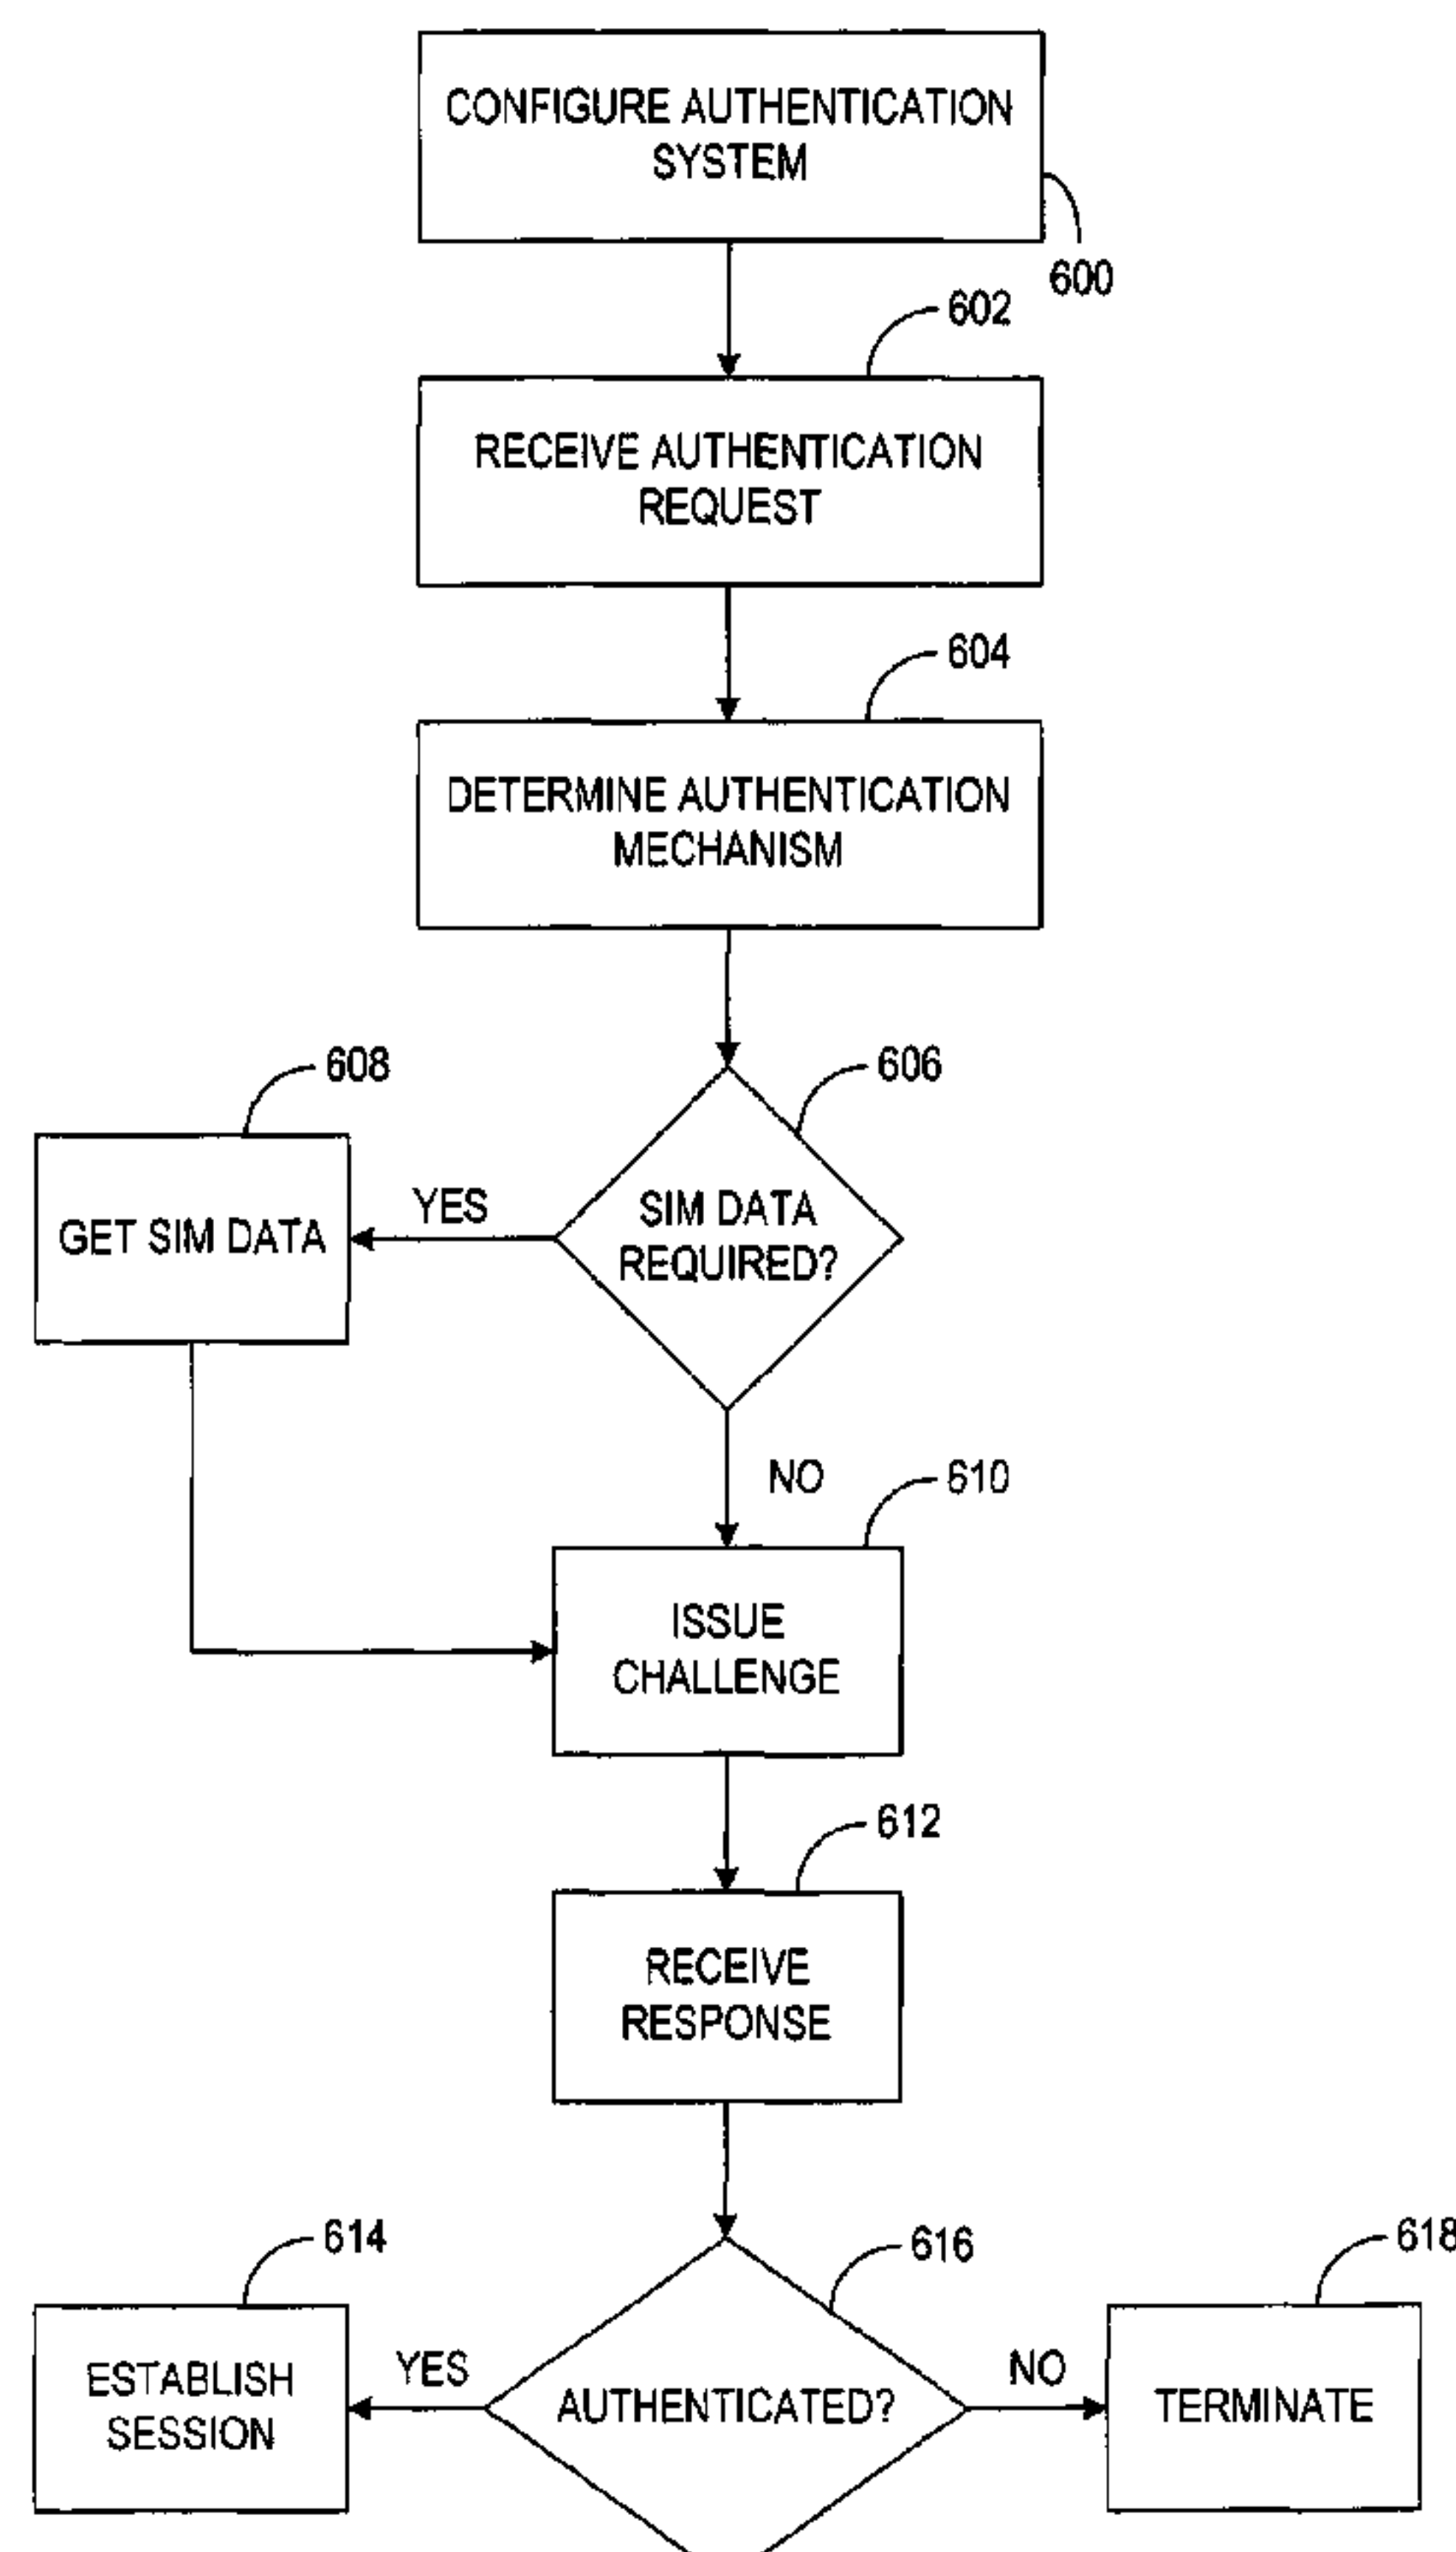 CONFIGURE AUTHENTICATION
SYSTEM
600
602
RECEIVE AUTHENTICATION
REQUEST
604
DETERMINE AUTHENTICATION
MECHANISM
608
606
GET SIM DATA
YES
SIM DATA
REQUIRED?
NO
610
ISSUE
CHALLENGE
612
RECEIVE
RESPONSE
614
616
618
ESTABLISH
SESSION
YES
AUTHENTICATED?
NO
TERMINATE